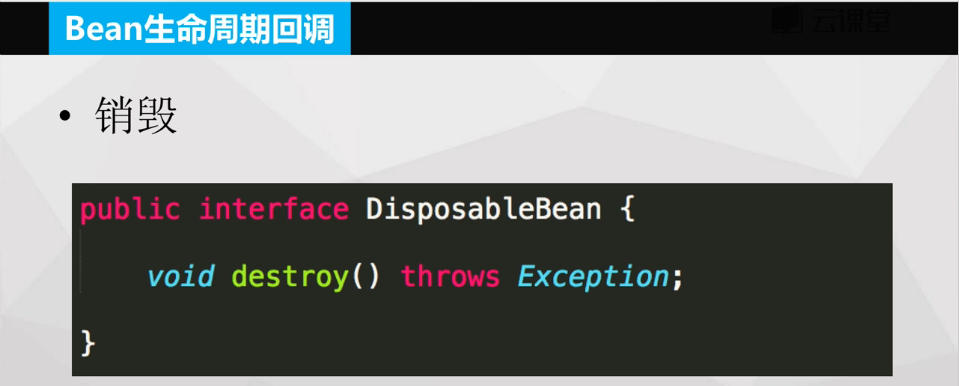 Bean生命周期回调
云课堂
• 销毁
public interface DisposableBean {
void destroy() throws Exception;
}